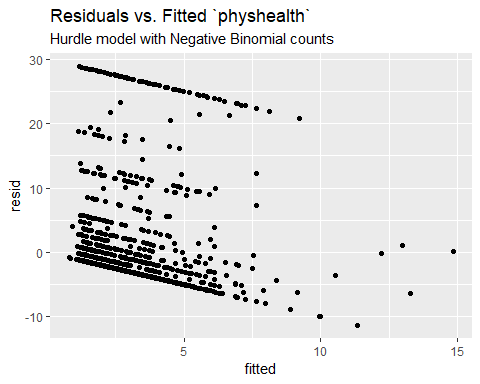 Residuals vs. Fitted `physhealth`
Hurdle model with Negative Binomial counts
30
20
10
0
-10
resid
5
10
15
fitted